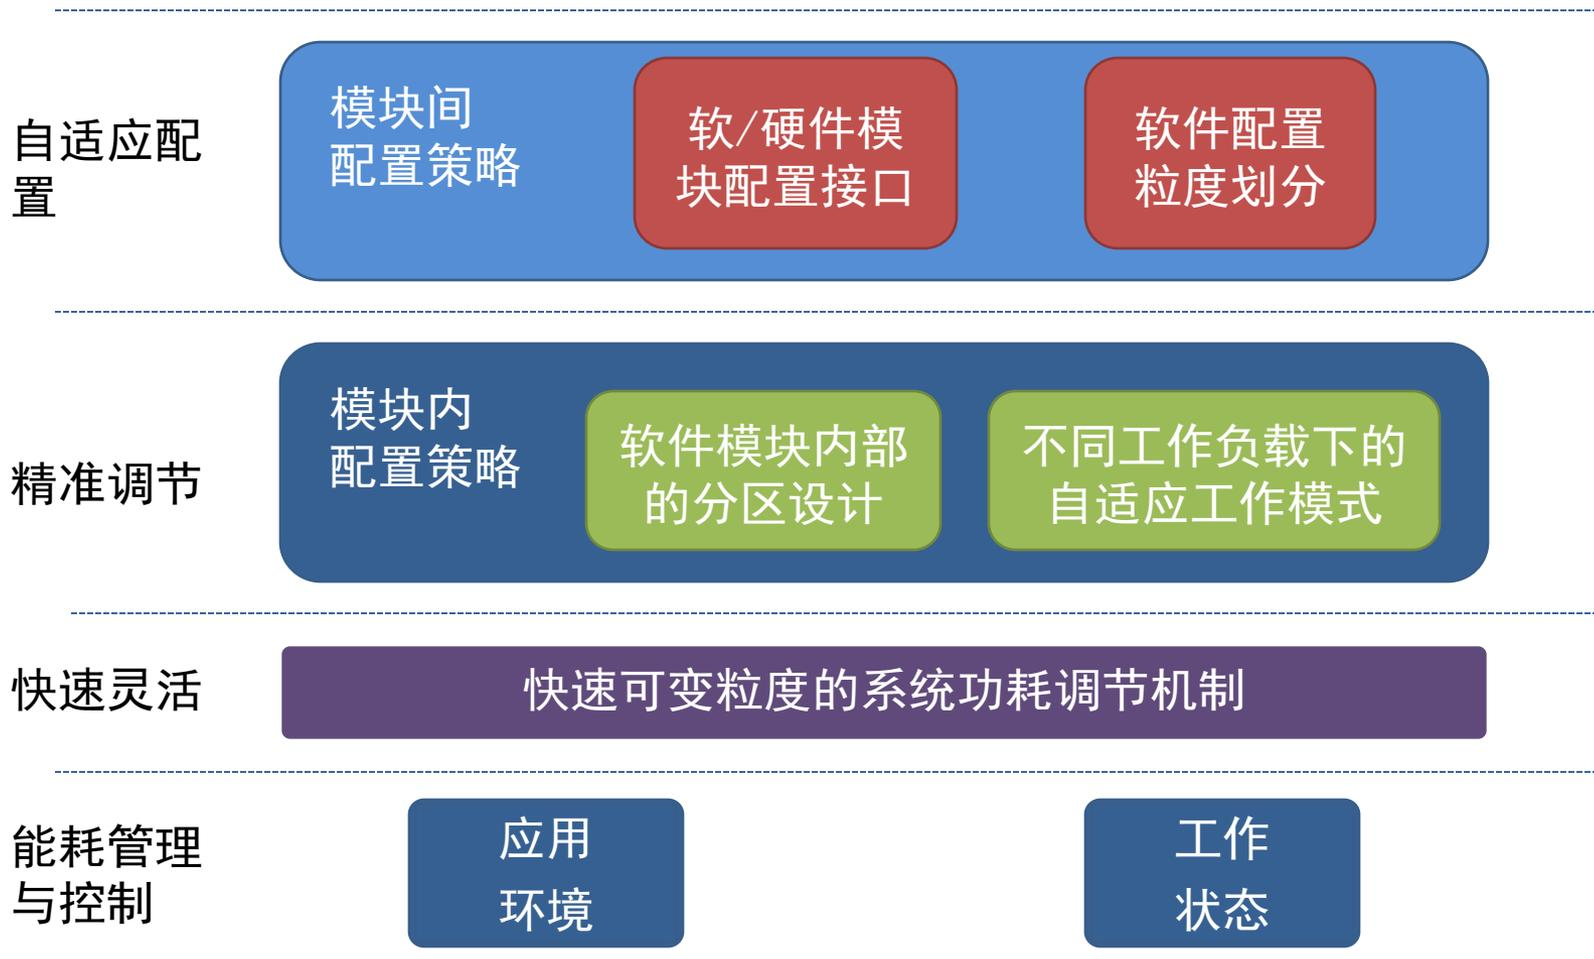 自适应配
置
模块间
配置策略
软/硬件模
块配置接口
软件配置
粒度划分
精准调节
模块内
配置策略
软件模块内部
的分区设计
不同工作负载下的
自适应工作模式
快速灵活
快速可变粒度的系统功耗调节机制
能耗管理
与控制
应用
环境
工作
状态